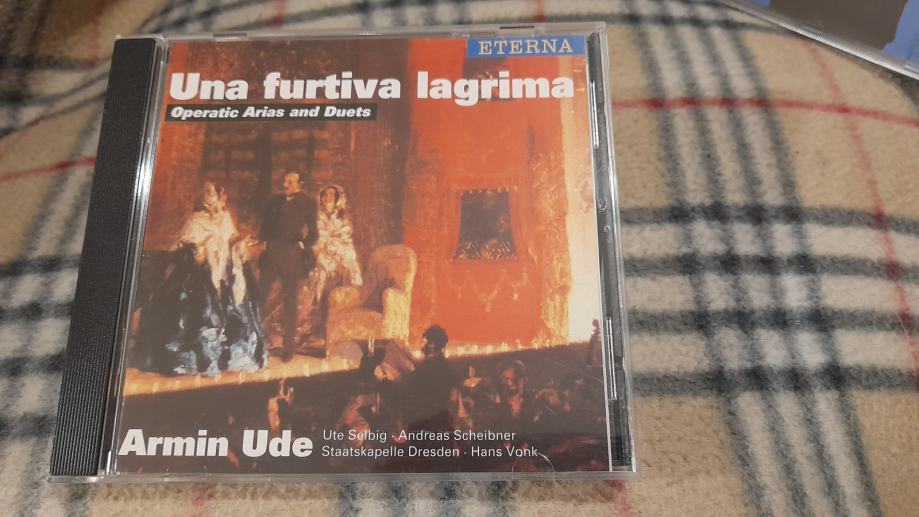 ETERNA
Una furtiva lagrima
Operatic Arias and Duets
Armin Ude
Ute Selbig · Andreas Scheibner
Staatskapelle Dresden · Hans Vonk